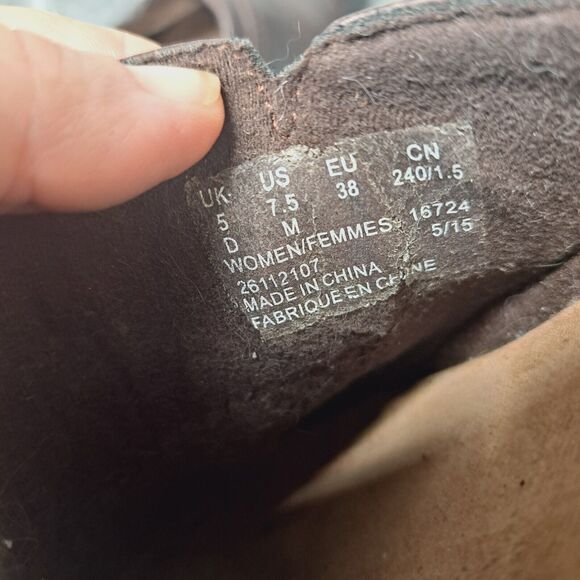 UK US EU CN
5 7.5 38 240/1.5
D M
WOMEN/FEMMES 16724
26112107 5/15
MADE IN CHINA
FABRIQUE EN CHINE